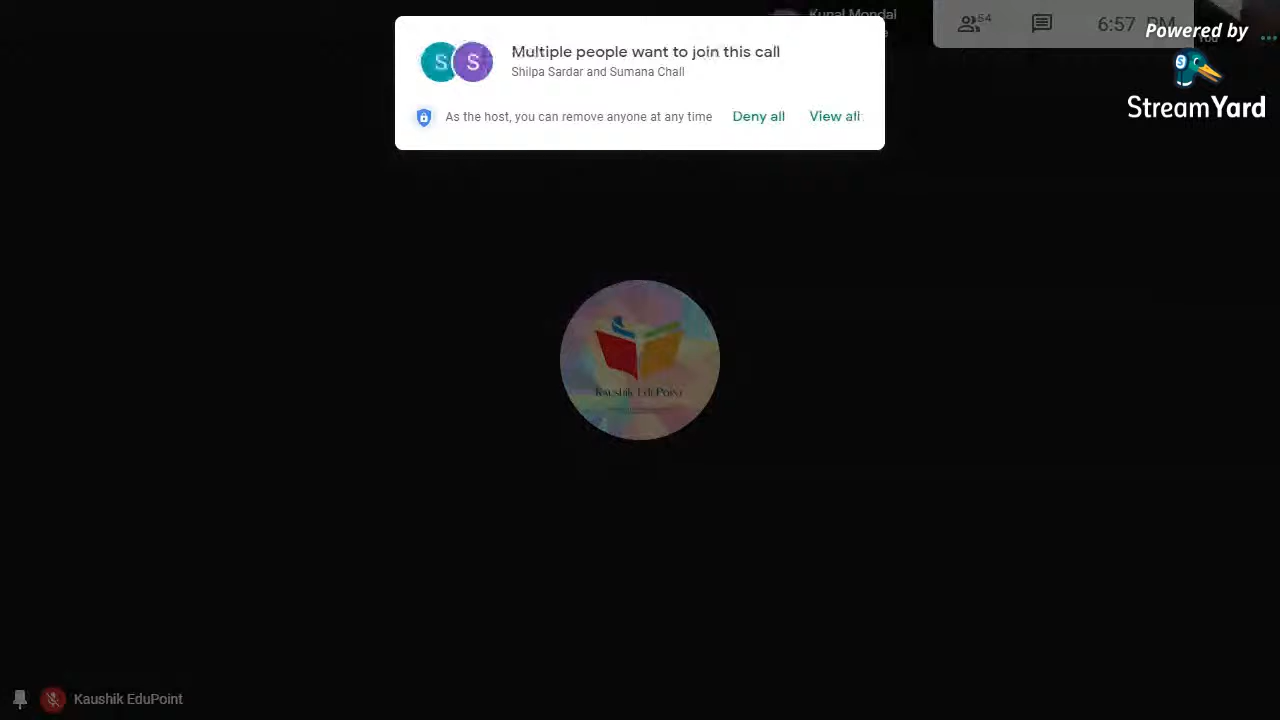 Kunal Mondal
54
6:57 PM
Powered by
You
StreamYard
S S
Multiple people want to join this call
Shilpa Sardar and Sumana Chall
As the host, you can remove anyone at any time
Deny all
View all
Kaushik EduPoint
Kaushik EduPoint